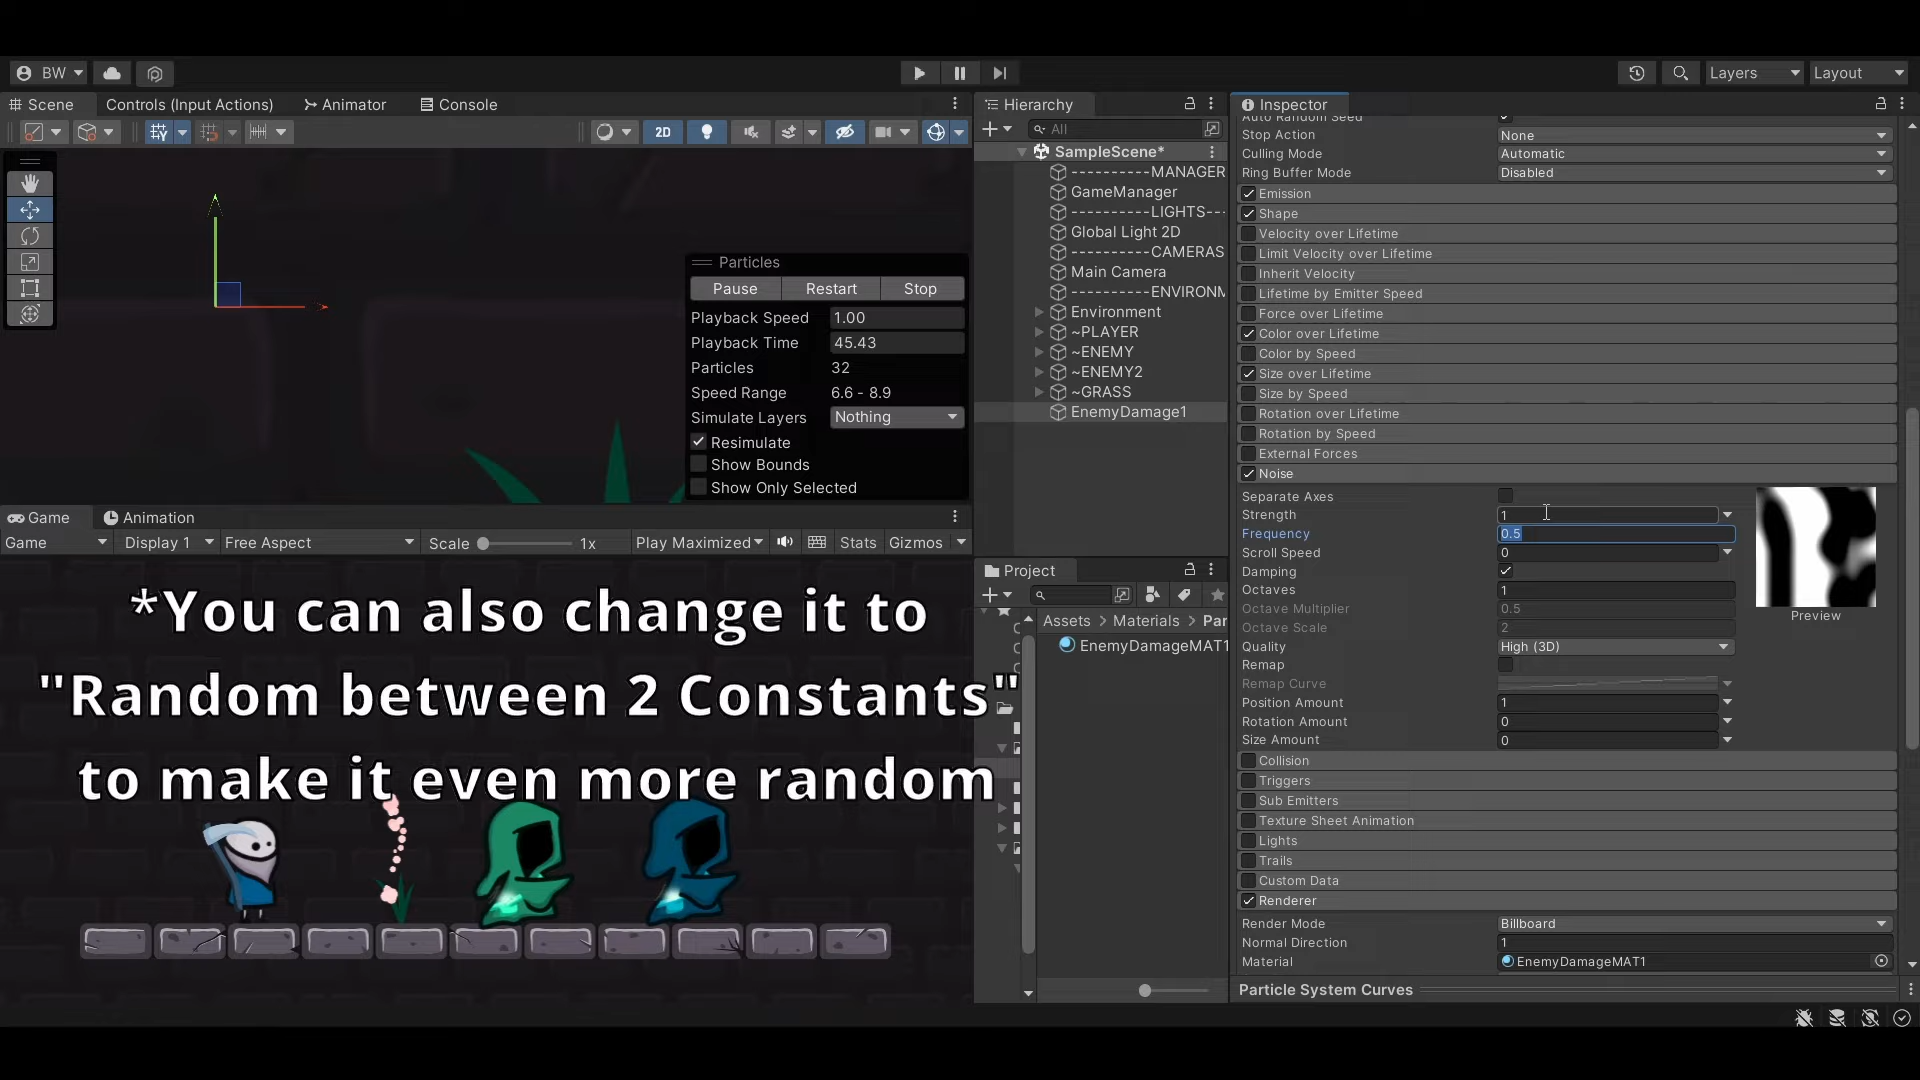 BW
Layers
Layout
Scene
Controls (Input Actions)
Animator
Console
2D
Particles
Pause
Restart
Stop
Playback Speed 1.00
Playback Time 45.43
Particles 32
Speed Range 6.6 - 8.9
Simulate Layers Nothing
Resimulate
Show Bounds
Show Only Selected
Game
Animation
Game
Display 1
Free Aspect
Scale
1x
Play Maximized
Stats
Gizmos
*You can also change it to
"Random between 2 Constants"
to make it even more random
Hierarchy
All
SampleScene*
----------MANAGER
GameManager
----------LIGHTS---
Global Light 2D
----------CAMERAS
Main Camera
----------ENVIRONM
Environment
~PLAYER
~ENEMY
~ENEMY2
~GRASS
EnemyDamage1
Project
Assets > Materials > Par
EnemyDamageMAT1
Inspector
Auto Random Seed
Stop Action None
Culling Mode Automatic
Ring Buffer Mode Disabled
Emission
Shape
Velocity over Lifetime
Limit Velocity over Lifetime
Inherit Velocity
Lifetime by Emitter Speed
Force over Lifetime
Color over Lifetime
Color by Speed
Size over Lifetime
Size by Speed
Rotation over Lifetime
Rotation by Speed
External Forces
Noise
Separate Axes
Strength 1
Frequency 0.5
Scroll Speed 0
Damping
Octaves 1
Octave Multiplier 0.5
Octave Scale 2
Quality High (3D)
Remap
Remap Curve
Position Amount 1
Rotation Amount 0
Size Amount 0
Preview
Collision
Triggers
Sub Emitters
Texture Sheet Animation
Lights
Trails
Custom Data
Renderer
Render Mode Billboard
Normal Direction 1
Material EnemyDamageMAT1
Particle System Curves